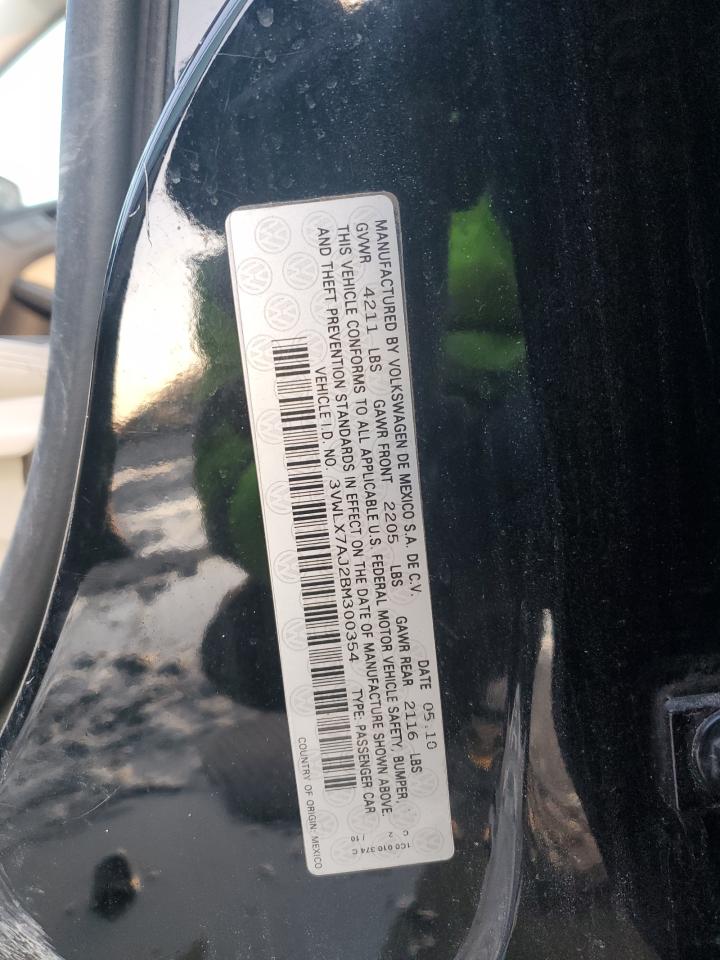 MANUFACTURED BY VOLKSWAGEN DE MEXICO S.A. DE C.V. DATE 05.10
GVWR 4211 LBS GAWR FRONT 2205 LBS GAWR REAR 2116 LBS
THIS VEHICLE CONFORMS TO ALL APPLICABLE U.S. FEDERAL MOTOR VEHICLE SAFETY, BUMPER,
AND THEFT PREVENTION STANDARDS IN EFFECT ON THE DATE OF MANUFACTURE SHOWN ABOVE.
VEHICLE I.D. NO. 3VWLX7AJ2BM300354 TYPE: PASSENGER CAR
COUNTRY OF ORIGIN: MEXICO